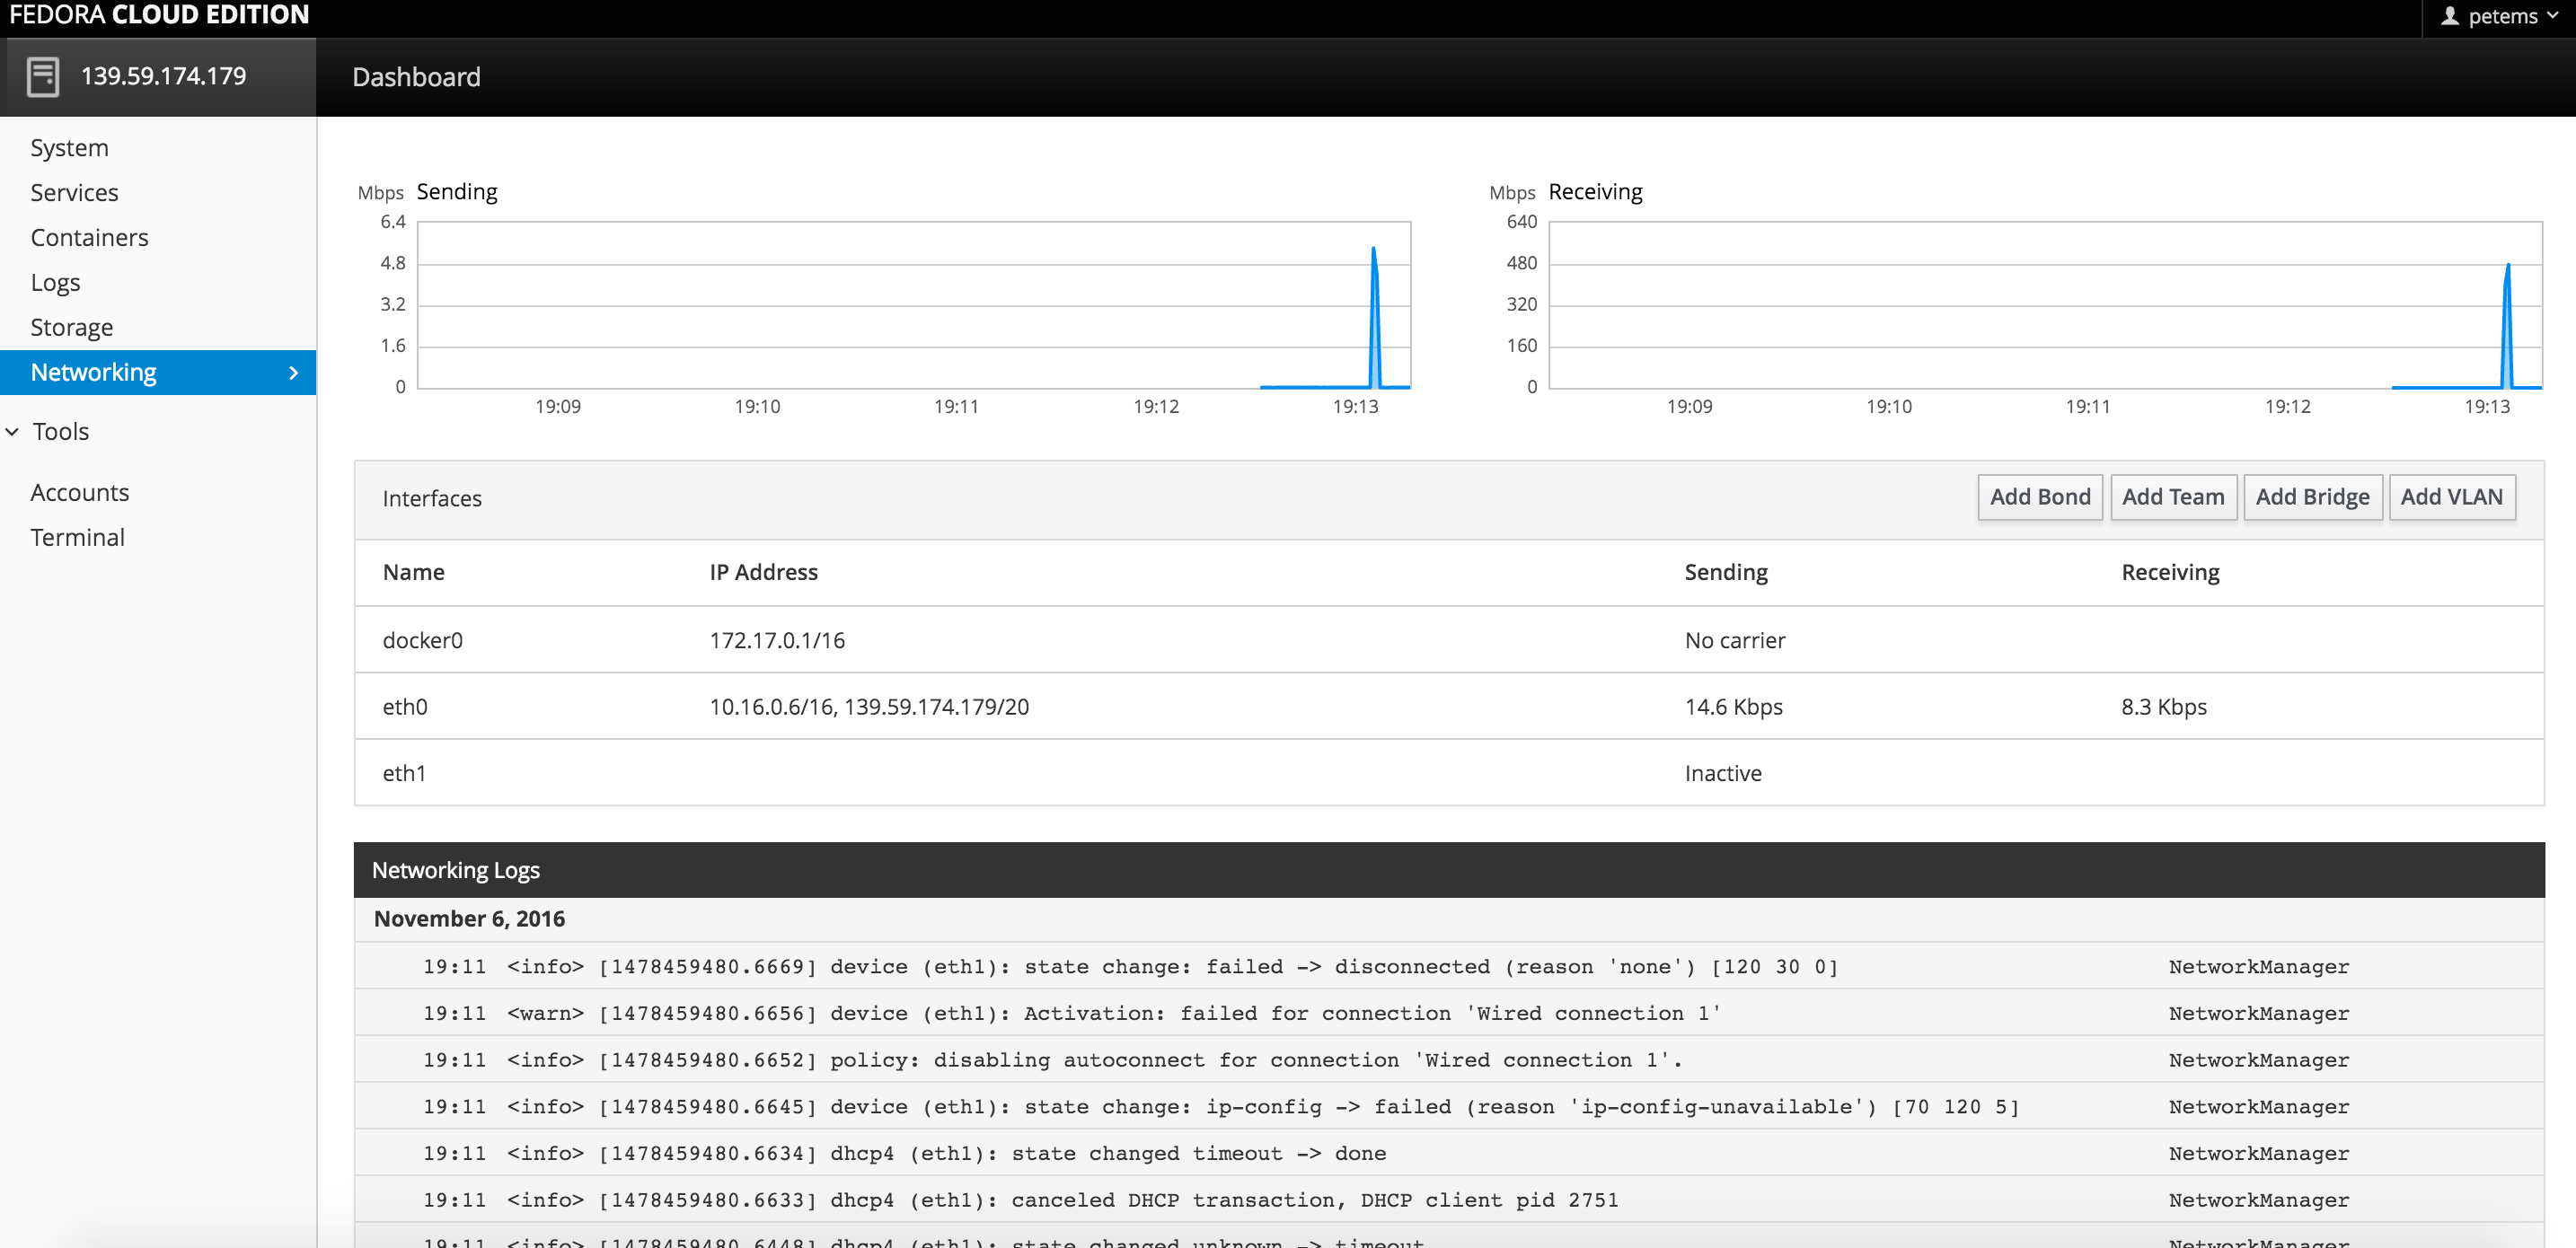 FEDORA CLOUD EDITION
petems
139.59.174.179
Dashboard
System
Services
Containers
Logs
Storage
Networking
Tools
Accounts
Terminal
Mbps Sending
6.4
4.8
3.2
1.6
0
19:09 19:10 19:11 19:12 19:13
Mbps Receiving
640
480
320
160
0
19:09 19:10 19:11 19:12 19:13
Interfaces
Add Bond Add Team Add Bridge Add VLAN
Name IP Address Sending Receiving
docker0 172.17.0.1/16 No carrier
eth0 10.16.0.6/16, 139.59.174.179/20 14.6 Kbps 8.3 Kbps
eth1 Inactive
Networking Logs
November 6, 2016
19:11 <info> [1478459480.6669] device (eth1): state change: failed -> disconnected (reason 'none') [120 30 0] NetworkManager
19:11 <warn> [1478459480.6656] device (eth1): Activation: failed for connection 'Wired connection 1' NetworkManager
19:11 <info> [1478459480.6652] policy: disabling autoconnect for connection 'Wired connection 1'. NetworkManager
19:11 <info> [1478459480.6645] device (eth1): state change: ip-config -> failed (reason 'ip-config-unavailable') [70 120 5] NetworkManager
19:11 <info> [1478459480.6634] dhcp4 (eth1): state changed timeout -> done NetworkManager
19:11 <info> [1478459480.6633] dhcp4 (eth1): canceled DHCP transaction, DHCP client pid 2751 NetworkManager
19:11 <info> [1478459480.6448] dhcp4 (eth1): state changed unknown -> timeout NetworkManager